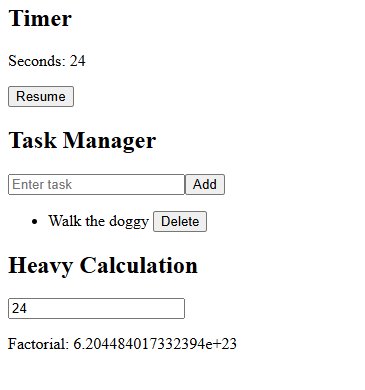 Timer
Seconds: 24
Resume
Task Manager
Enter task Add
Walk the doggy Delete
Heavy Calculation
24
Factorial: 6.204484017332394e+23